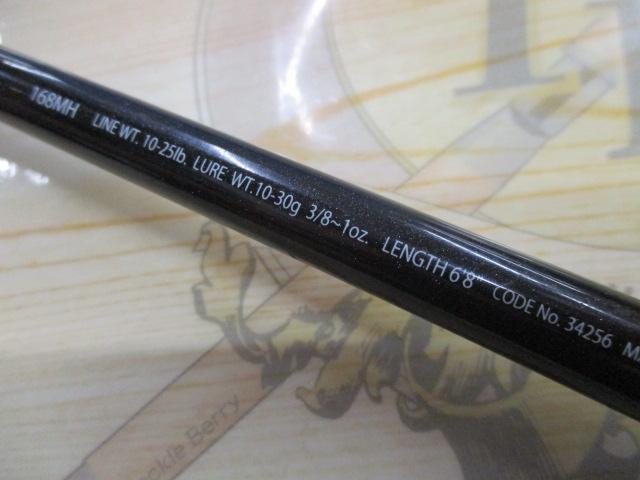 168MH LINE WT. 10-25lb. LURE WT.10-30g 3/8~1oz. LENGTH 6'8" CODE No. 34256
Berry